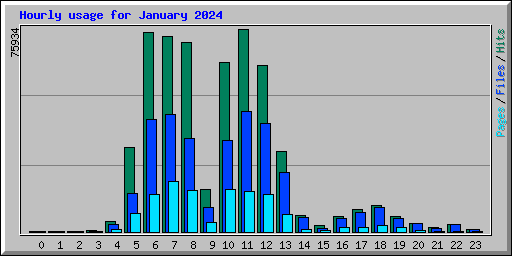 Hourly usage for January 2024
75934
Pages / Files / Hits
0 1 2 3 4 5 6 7 8 9 10 11 12 13 14 15 16 17 18 19 20 21 22 23